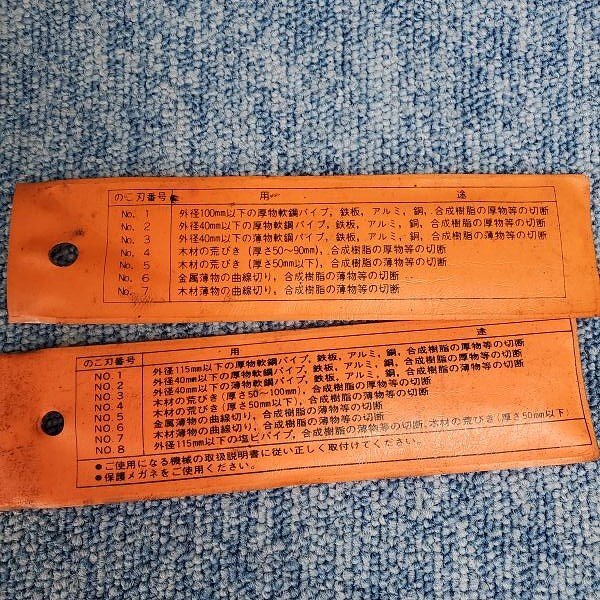 のこ刃番号 用途
No. 1 外径100mm以下の厚物軟鋼パイプ, 鉄板, アルミ, 銅, 合成樹脂の厚物等の切断
No. 2 外径40mm以下の厚物軟鋼パイプ, 鉄板, アルミ, 銅, 合成樹脂の厚物等の切断
No. 3 外径40mm以下の薄物軟鋼パイプ, 鉄板, アルミ, 銅, 合成樹脂の薄物等の切断
No. 4 木材の荒びき (厚さ50~90mm), 合成樹脂の厚物等の切断
No. 5 木材の荒びき (厚さ50mm以下), 合成樹脂の厚物等の切断
No. 6 金属薄物の曲線切り, 合成樹脂の薄物等の切断
No. 7 木材薄物の曲線切り, 合成樹脂の薄物等の切断
のこ刃番号 用途
NO. 1 外径115mm以下の厚物軟鋼パイプ, 鉄板, アルミ, 銅, 合成樹脂の厚物等の切断
NO. 2 外径40mm以下の厚物軟鋼パイプ, 鉄板, アルミ, 銅, 合成樹脂の厚物等の切断
NO. 3 外径40mm以下の薄物軟鋼パイプ, 鉄板, アルミ, 銅, 合成樹脂の薄物等の切断
NO. 4 木材の荒びき (厚さ50~100mm), 合成樹脂の厚物等の切断
NO. 5 木材の荒びき (厚さ50mm以下), 合成樹脂の厚物等の切断
NO. 6 金属薄物の曲線切り, 合成樹脂の薄物等の切断
NO. 7 木材薄物の曲線切り, 合成樹脂の薄物等の切断
NO. 8 外径115mm以下の塩ビパイプ, 合成樹脂の薄物等の切断, 木材の荒びき (厚さ50mm以下)
●ご使用になる機械の取扱説明書に従い正しく取付けてください。
●保護メガネをご使用ください。